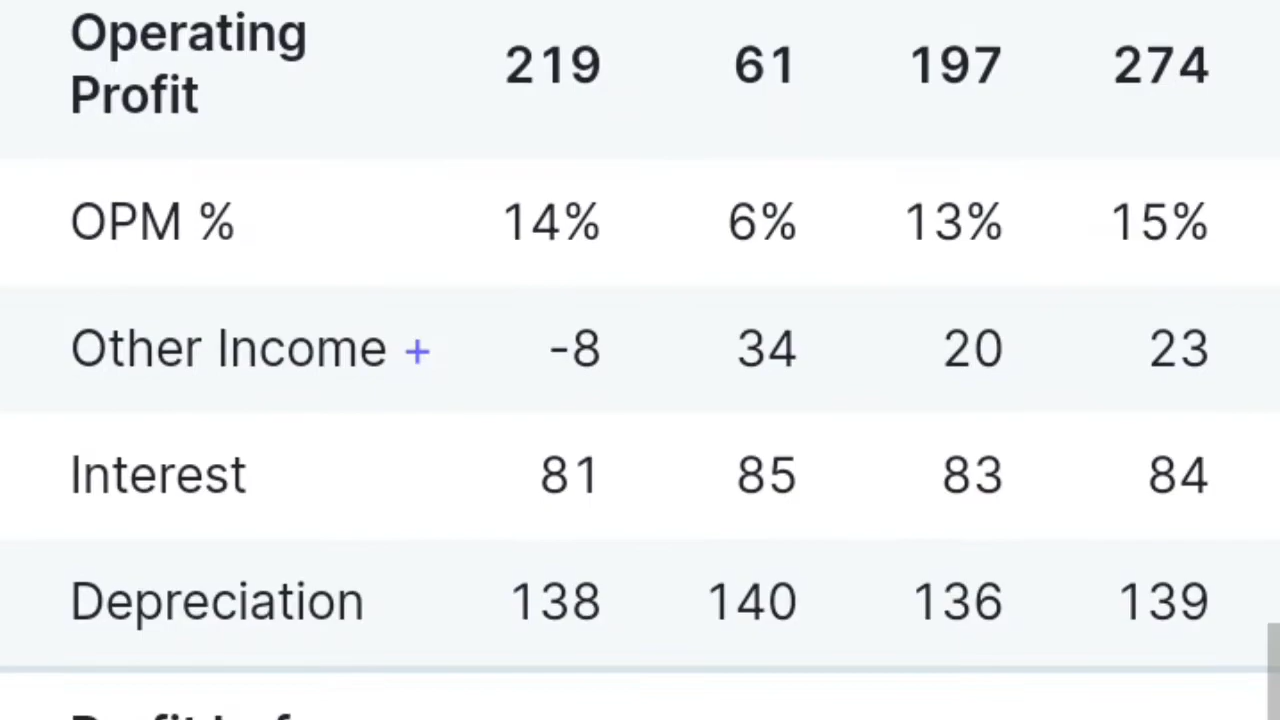 Operating
Profit 219 61 197 274
OPM % 14% 6% 13% 15%
Other Income + -8 34 20 23
Interest 81 85 83 84
Depreciation 138 140 136 139